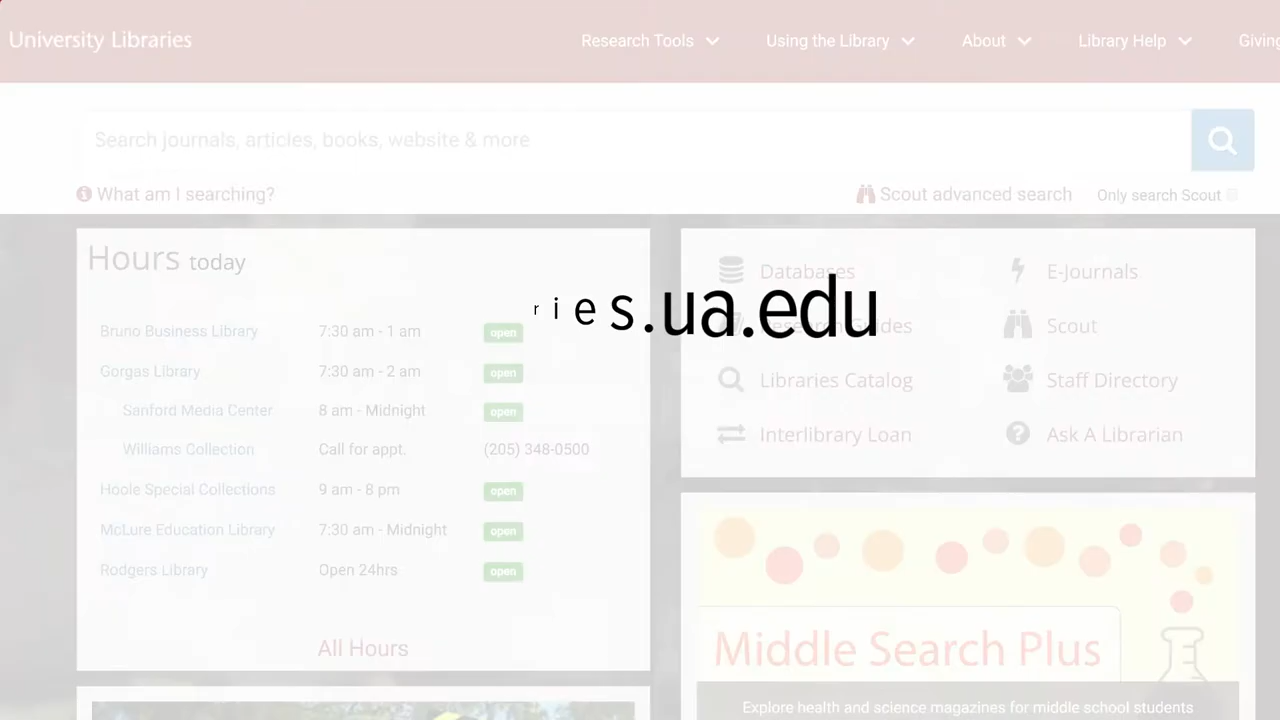 University Libraries
Research Tools
Using the Library
About
Library Help
Giving
Search journals, articles, books, website & more
What am I searching?
Scout advanced search
Only search Scout
Hours today
Bruno Business Library 7:30 am - 1 am open
Gorgas Library 7:30 am - 2 am open
Sanford Media Center 8 am - Midnight open
Williams Collection Call for appt. (205) 348-0500
Hoole Special Collections 9 am - 8 pm open
McLure Education Library 7:30 am - Midnight open
Rodgers Library Open 24hrs open
All Hours
ries.ua.edu
Databases
E-Journals
Guides
Scout
Libraries Catalog
Staff Directory
Interlibrary Loan
Ask A Librarian
Middle Search Plus
Explore health and science magazines for middle school students